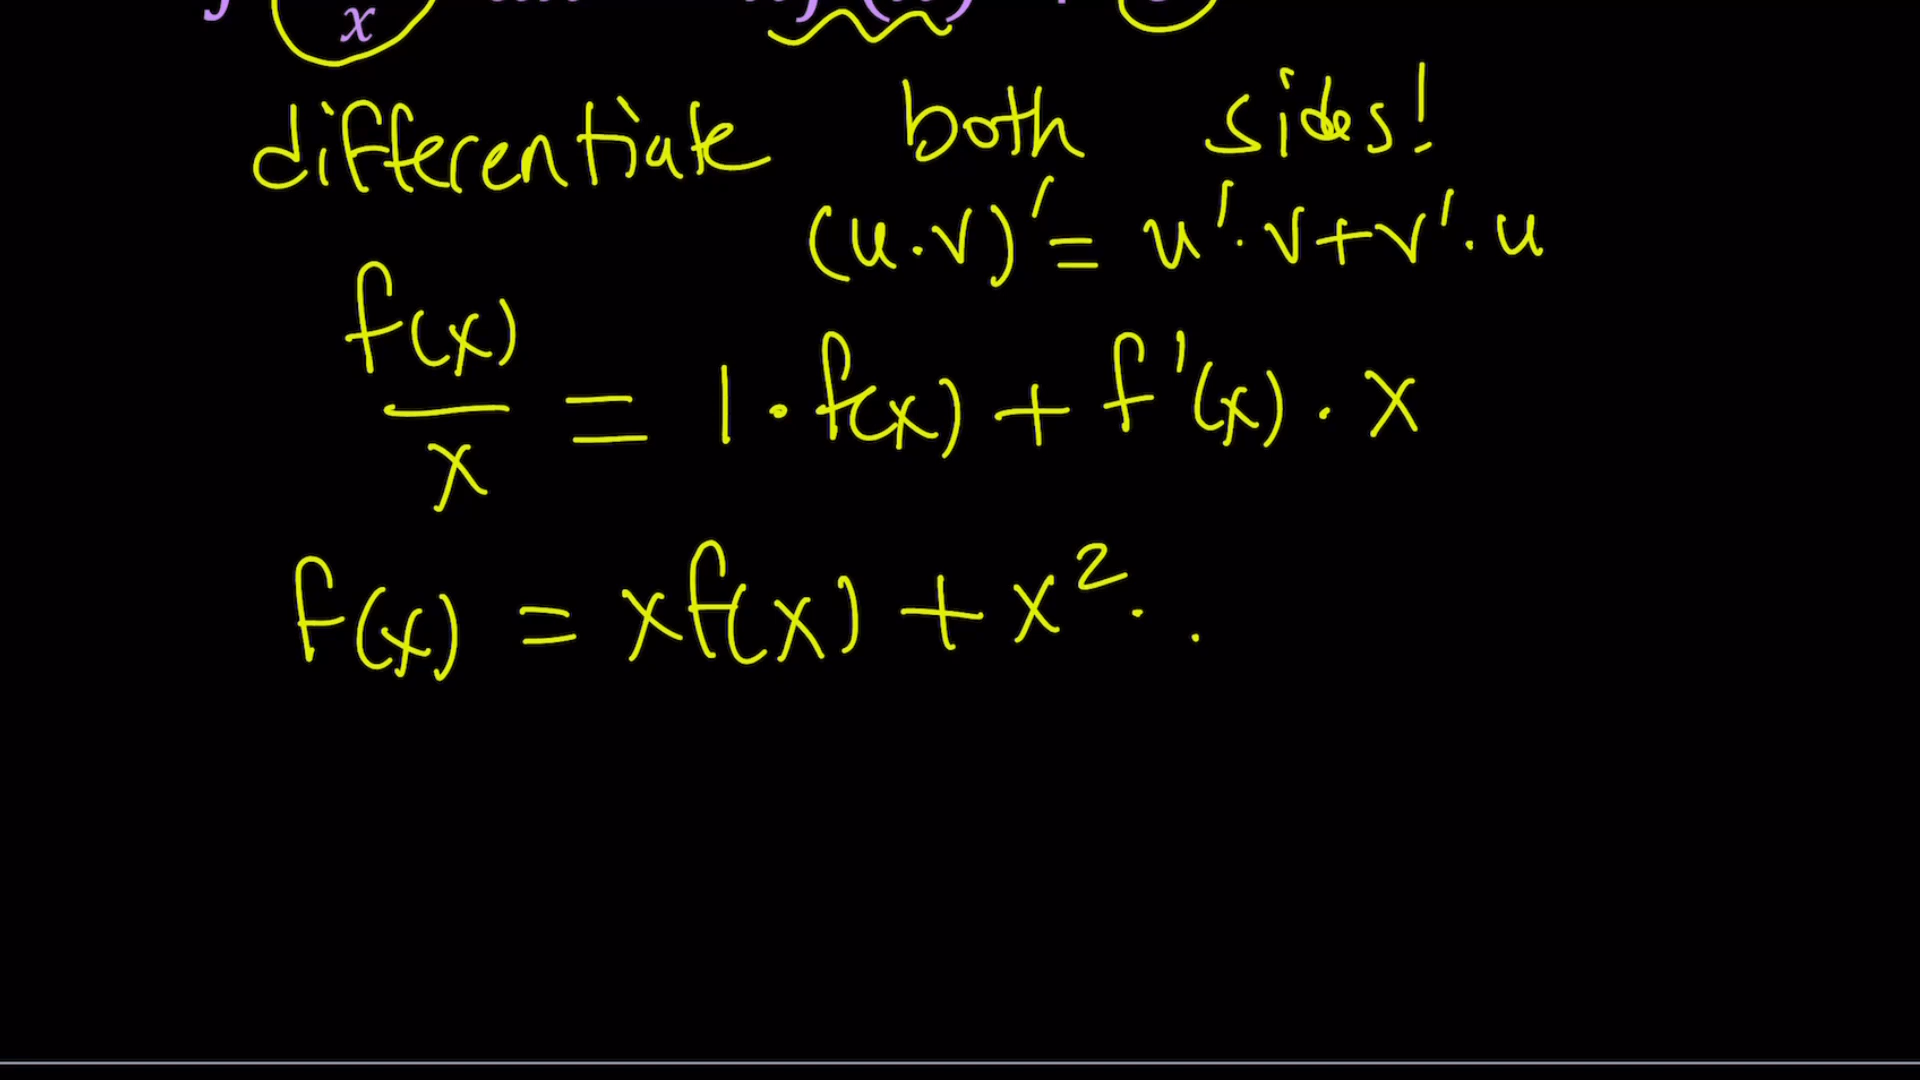 x
differentiate both sides!
(u·v)' = u'·v+v'·u
f(x)/x = 1·f(x) + f'(x)·x
f(x) = xf(x) + x²·